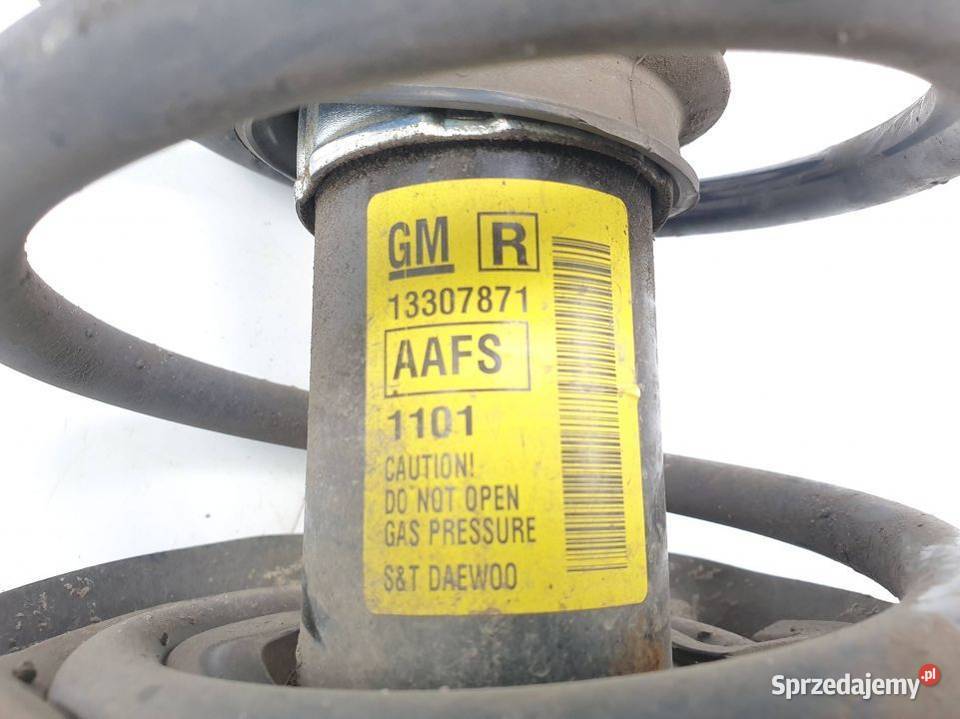 GM R
13307871
AAFS
1101
CAUTION!
DO NOT OPEN
GAS PRESSURE
S&T DAEWOO
Sprzedajemy.pl